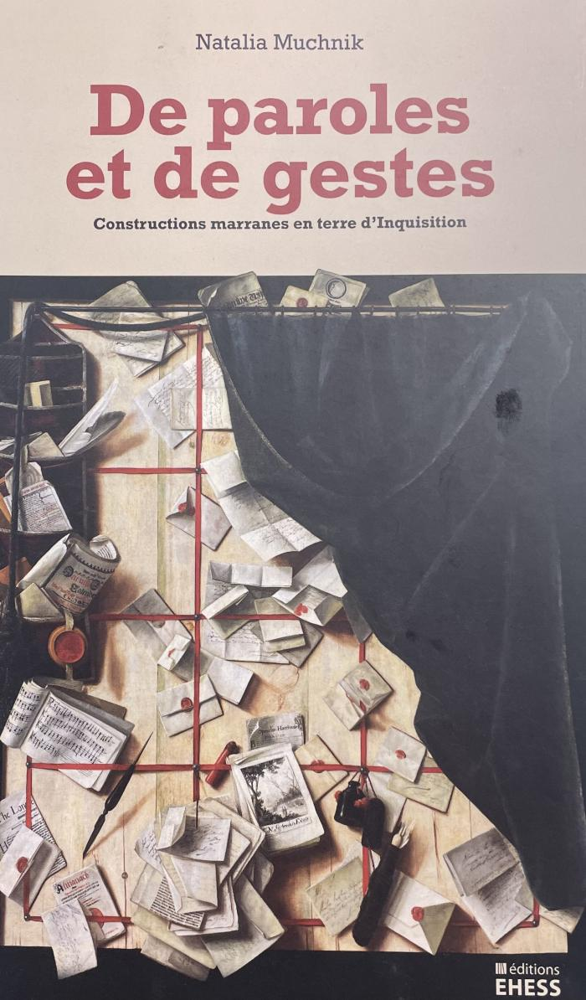 Natalia Muchnik
De paroles
et de gestes
Constructions marranes en terre d'Inquisition
Almanach
éditions
EHESS